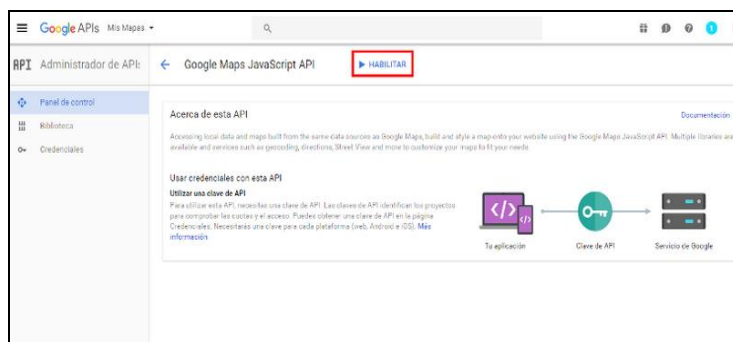 Google APIs Mis Mapas
1
API Administrador de API:
Google Maps JavaScript API
HABILITAR
Panel de control
Biblioteca
Credenciales
Acerca de esta API
Documentación
Accessing local data and maps built from the same data sources as Google Maps, build and style a map onto your website using the Google Maps JavaScript API. Multiple libraries are
available and services such as geocoding, directions, Street View and more to customize your maps to fit your needs.
Usar credenciales con esta API
Utilizar una clave de API
Para utilizar esta API, necesitas una clave de API. Las claves de API identifican los proyectos
para comprobar las cuotas y el acceso. Puedes obtener una clave de API en la página
Credenciales. Necesitarás una clave para cada plataforma (web, Android e iOS). Más
información
Tu aplicación
Clave de API
Servicio de Google